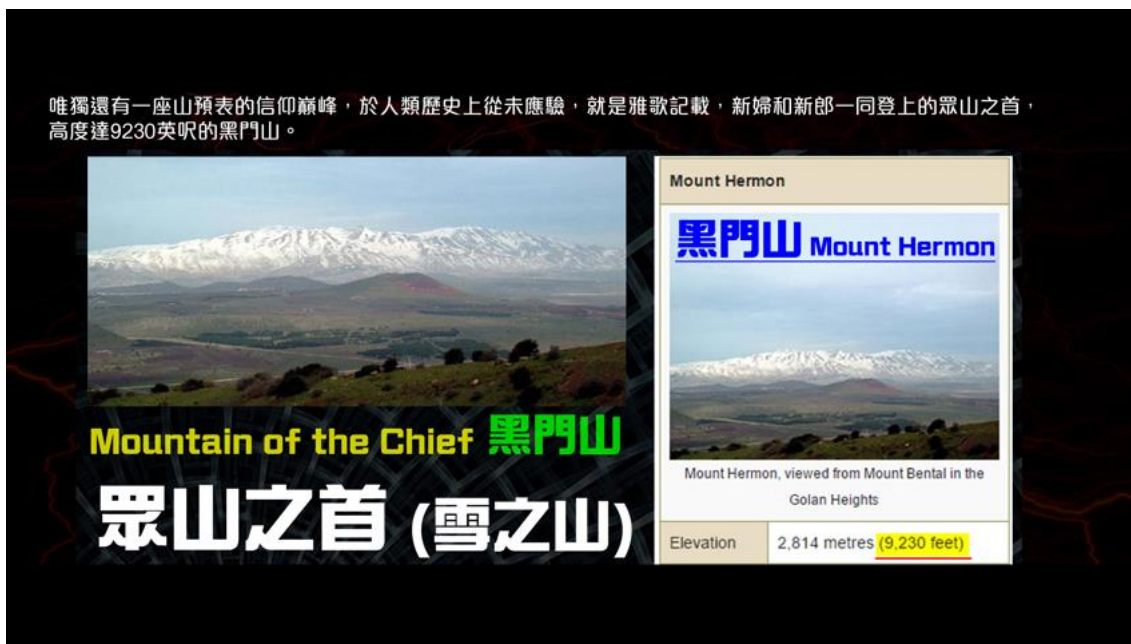 唯獨還有一座山預表的信仰巔峰，於人類歷史上從未應驗，就是雅歌記載，新婦和新郎一同登上的眾山之首，
高度達9230英呎的黑門山。
Mountain of the Chief 黑門山
眾山之首 (雪之山)
Mount Hermon
黑門山 Mount Hermon
Mount Hermon, viewed from Mount Bental in the
Golan Heights
Elevation 2,814 metres (9,230 feet)